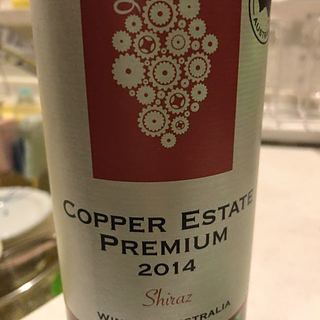 COPPER ESTATE
PREMIUM
2014
Shiraz